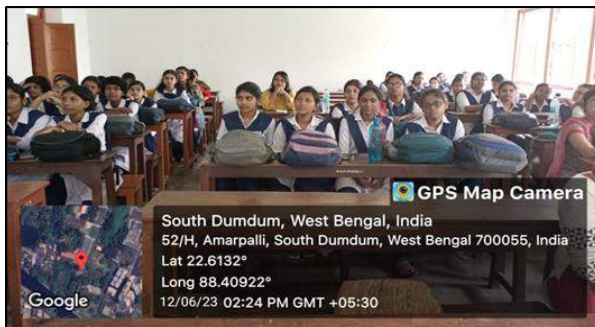 GPS Map Camera
South Dumdum, West Bengal, India
52/H, Amarpalli, South Dumdum, West Bengal 700055, India
Lat 22.6132°
Long 88.40922°
12/06/23 02:24 PM GMT +05:30
Google